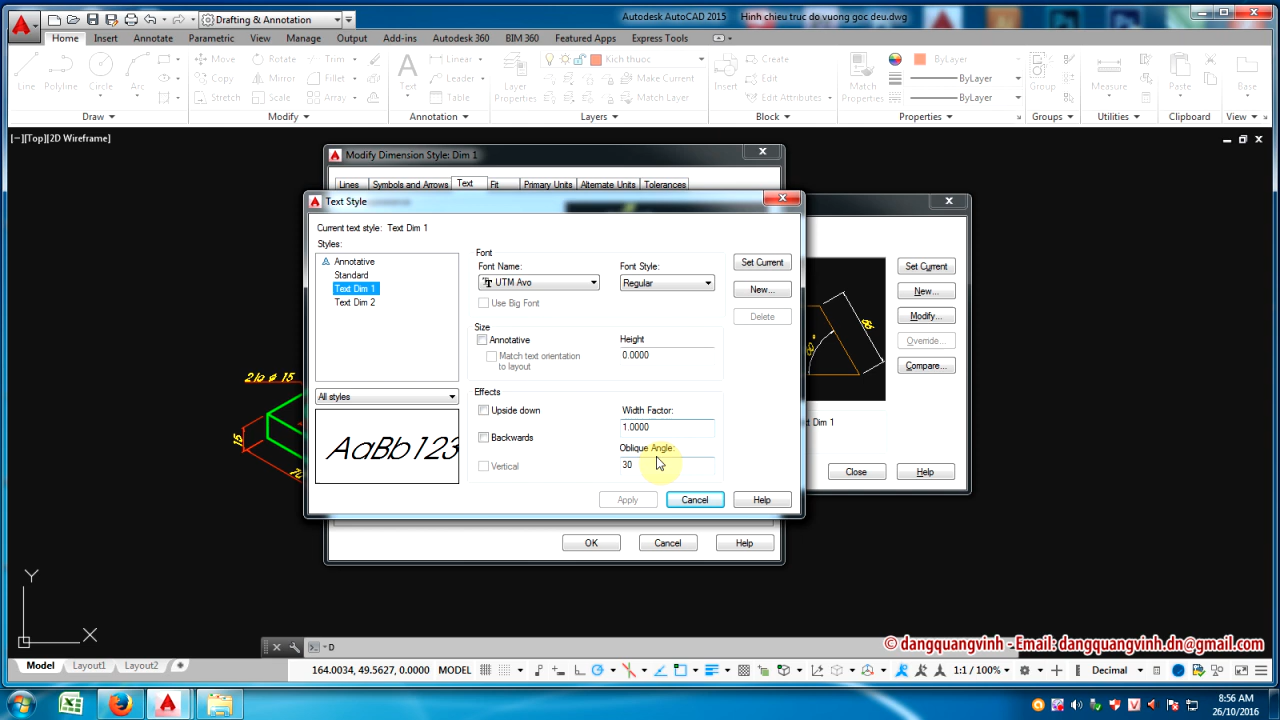 Drafting & Annotation
Autodesk AutoCAD 2015 Hinh chieu truc do vuong goc deu.dwg
Home Insert Annotate Parametric View Manage Output Add-ins Autodesk 360 BIM 360 Featured Apps Express Tools
Line Polyline Circle Arc
Move Rotate Trim
Copy Mirror
Stretch Scale Array
Text Linear
Leader
Table
Layer Properties
Kich thuoc
Make Current
Match Layer
Insert Create
Edit
Edit Attributes
Match Properties
ByLayer
ByLayer
ByLayer
Group Measure Paste Base
Draw Modify Annotation Layers Block Properties Groups Utilities Clipboard View
[−][Top][2D Wireframe]
Modify Dimension Style: Dim 1
Lines Symbols and Arrows Text Fit Primary Units Alternate Units Tolerances
Text Style
Current text style: Text Dim 1
Styles:
Annotative
Standard
Text Dim 1
Text Dim 2
All styles
AaBb123
Font
Font Name:
UTM Avo
Font Style:
Regular
Use Big Font
Size
Annotative
Match text orientation
to layout
Height
0.0000
Effects
Upside down
Backwards
Vertical
Width Factor:
1.0000
Oblique Angle:
30
Set Current
New...
Delete
Apply Cancel Help
OK Cancel Help
Set Current
New...
Modify...
Override...
Compare...
Dim 1
Close Help
15
Y
X
D
© dangquangvinh - Email: dangquangvinh.dn@gmail.com
Model Layout1 Layout2
164.0034, 49.5627, 0.0000 MODEL 1:1 / 100% Decimal
8:56 AM
26/10/2016